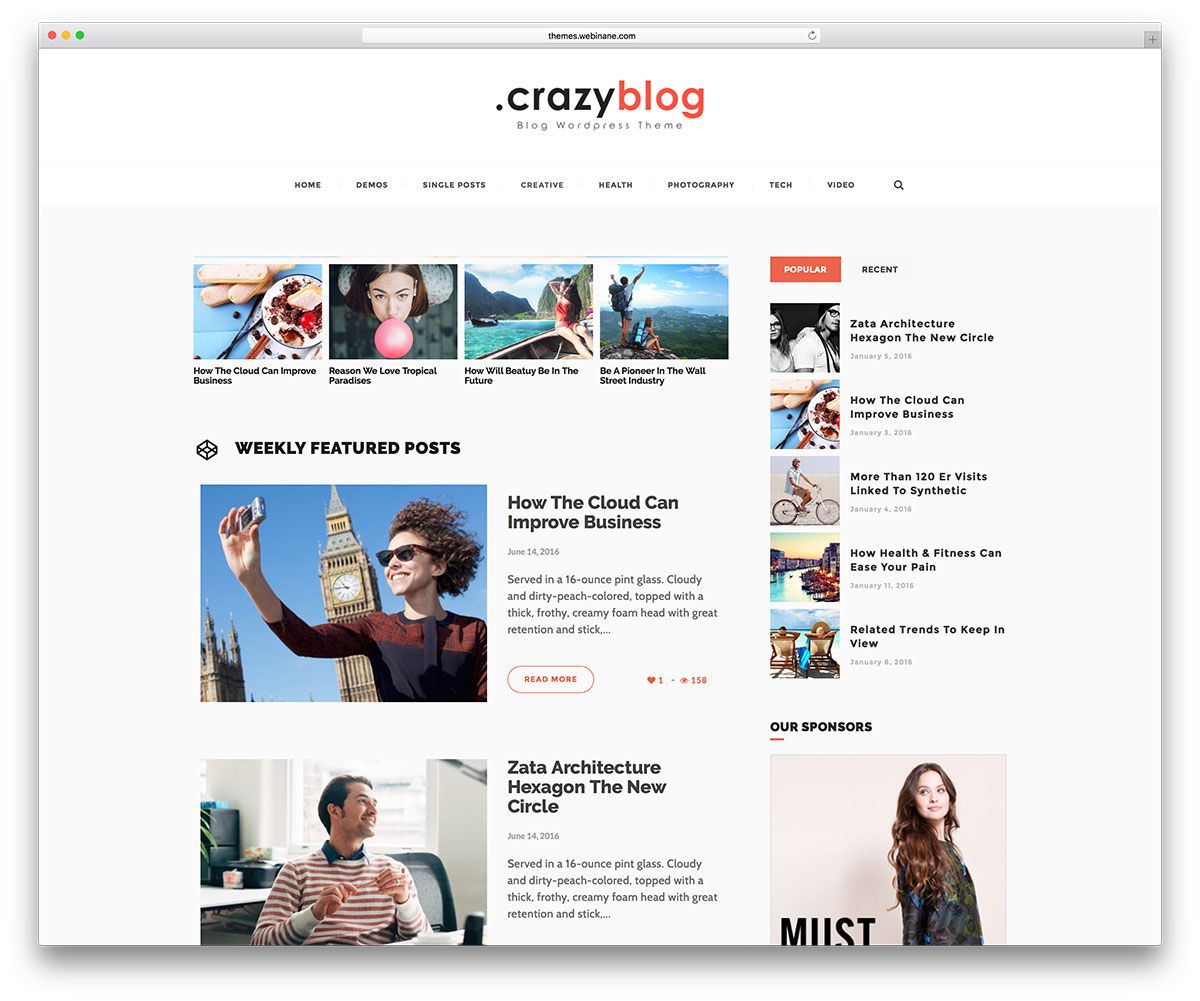 themes.webinane.com
.crazyblog
Blog Wordpress Theme
HOME
DEMOS
SINGLE POSTS
CREATIVE
HEALTH
PHOTOGRAPHY
TECH
VIDEO
How The Cloud Can Improve
Business
Reason We Love Tropical
Paradises
How Will Beatuy Be In The
Future
Be A Pioneer In The Wall
Street Industry
WEEKLY FEATURED POSTS
How The Cloud Can
Improve Business
June 14, 2016
Served in a 16-ounce pint glass. Cloudy
and dirty-peach-colored, topped with a
thick, frothy, creamy foam head with great
retention and stick,...
READ MORE
1 - 158
Zata Architecture
Hexagon The New
Circle
June 14, 2016
Served in a 16-ounce pint glass. Cloudy
and dirty-peach-colored, topped with a
thick, frothy, creamy foam head with great
retention and stick,...
POPULAR
RECENT
Zata Architecture
Hexagon The New Circle
January 5, 2016
How The Cloud Can
Improve Business
January 3, 2016
More Than 120 Er Visits
Linked To Synthetic
January 4, 2016
How Health & Fitness Can
Ease Your Pain
January 11, 2016
Related Trends To Keep In
View
January 8, 2016
OUR SPONSORS
MUST